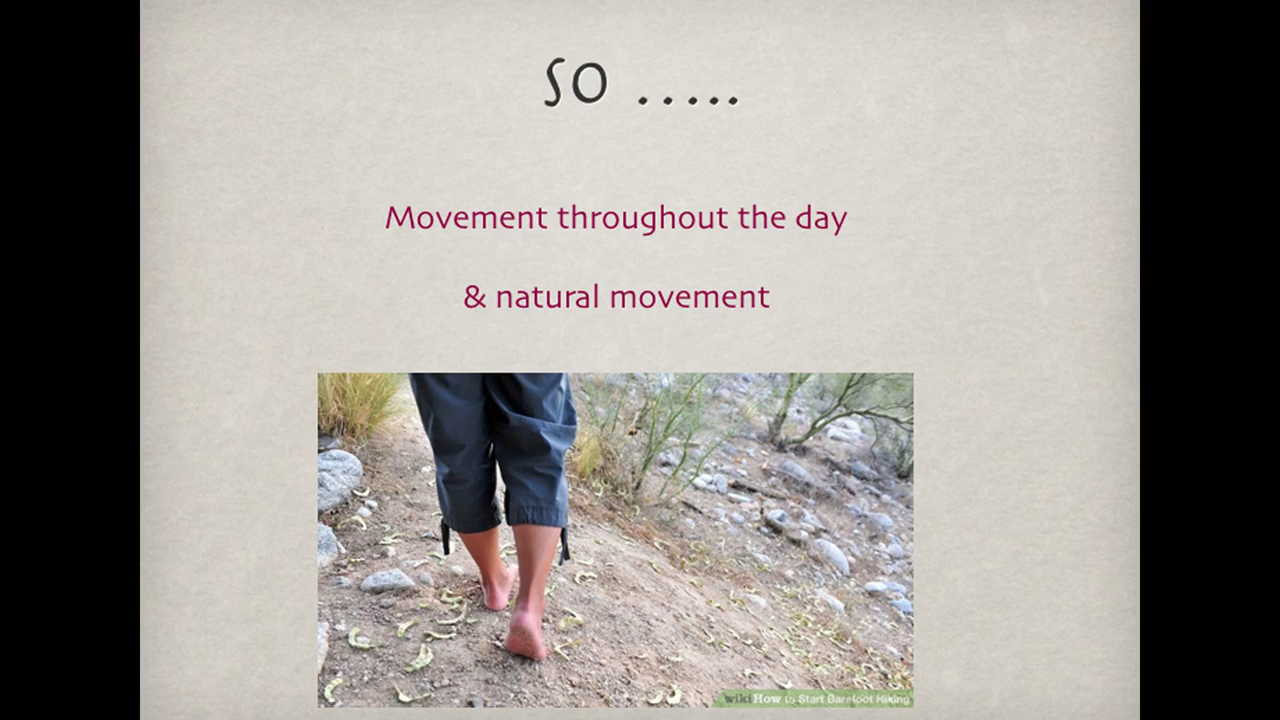 SO .....
Movement throughout the day
& natural movement
wikiHow to Start Barefoot Hiking